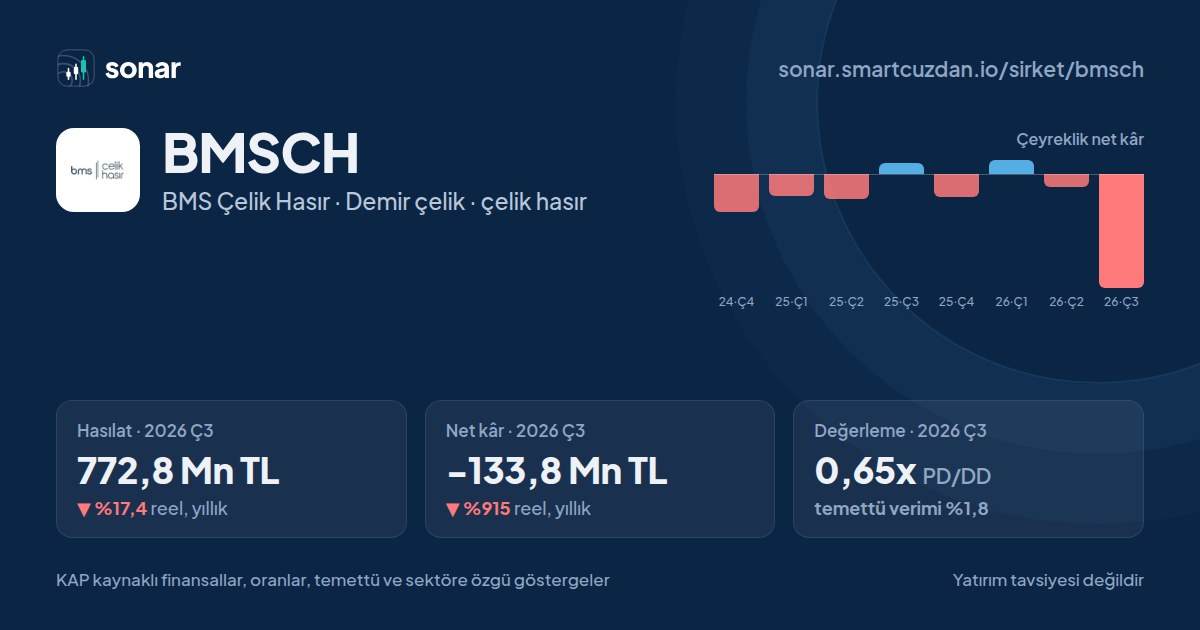 sonar
sonar.smartcuzdan.io/sirket/bmsch
bms | çelik hasır
BMSCH
BMS Çelik Hasır · Demir çelik · çelik hasır
Çeyreklik net kâr
24·Ç4 25·Ç1 25·Ç2 25·Ç3 25·Ç4 26·Ç1 26·Ç2 26·Ç3
Hasılat · 2026 Ç3
772,8 Mn TL
▼ %17,4 reel, yıllık
Net kâr · 2026 Ç3
−133,8 Mn TL
▼ %915 reel, yıllık
Değerleme · 2026 Ç3
0,65x PD/DD
temettü verimi %1,8
KAP kaynaklı finansallar, oranlar, temettü ve sektöre özgü göstergeler
Yatırım tavsiyesi değildir